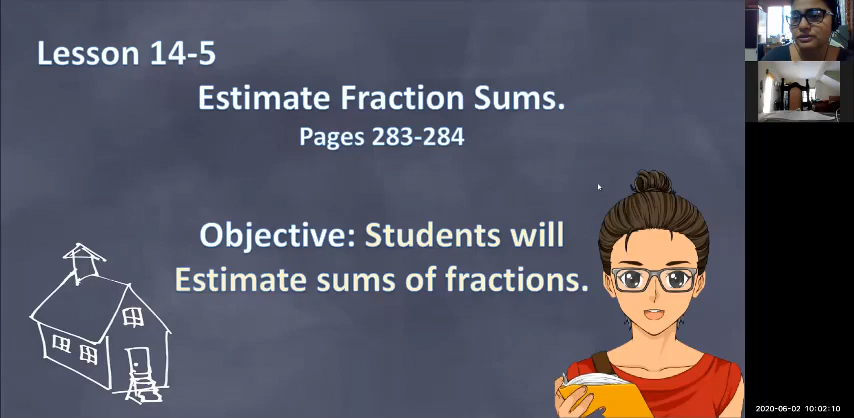 Lesson 14-5
Estimate Fraction Sums.
Pages 283-284
Objective: Students will
Estimate sums of fractions.
2020-06-02 10:02:10